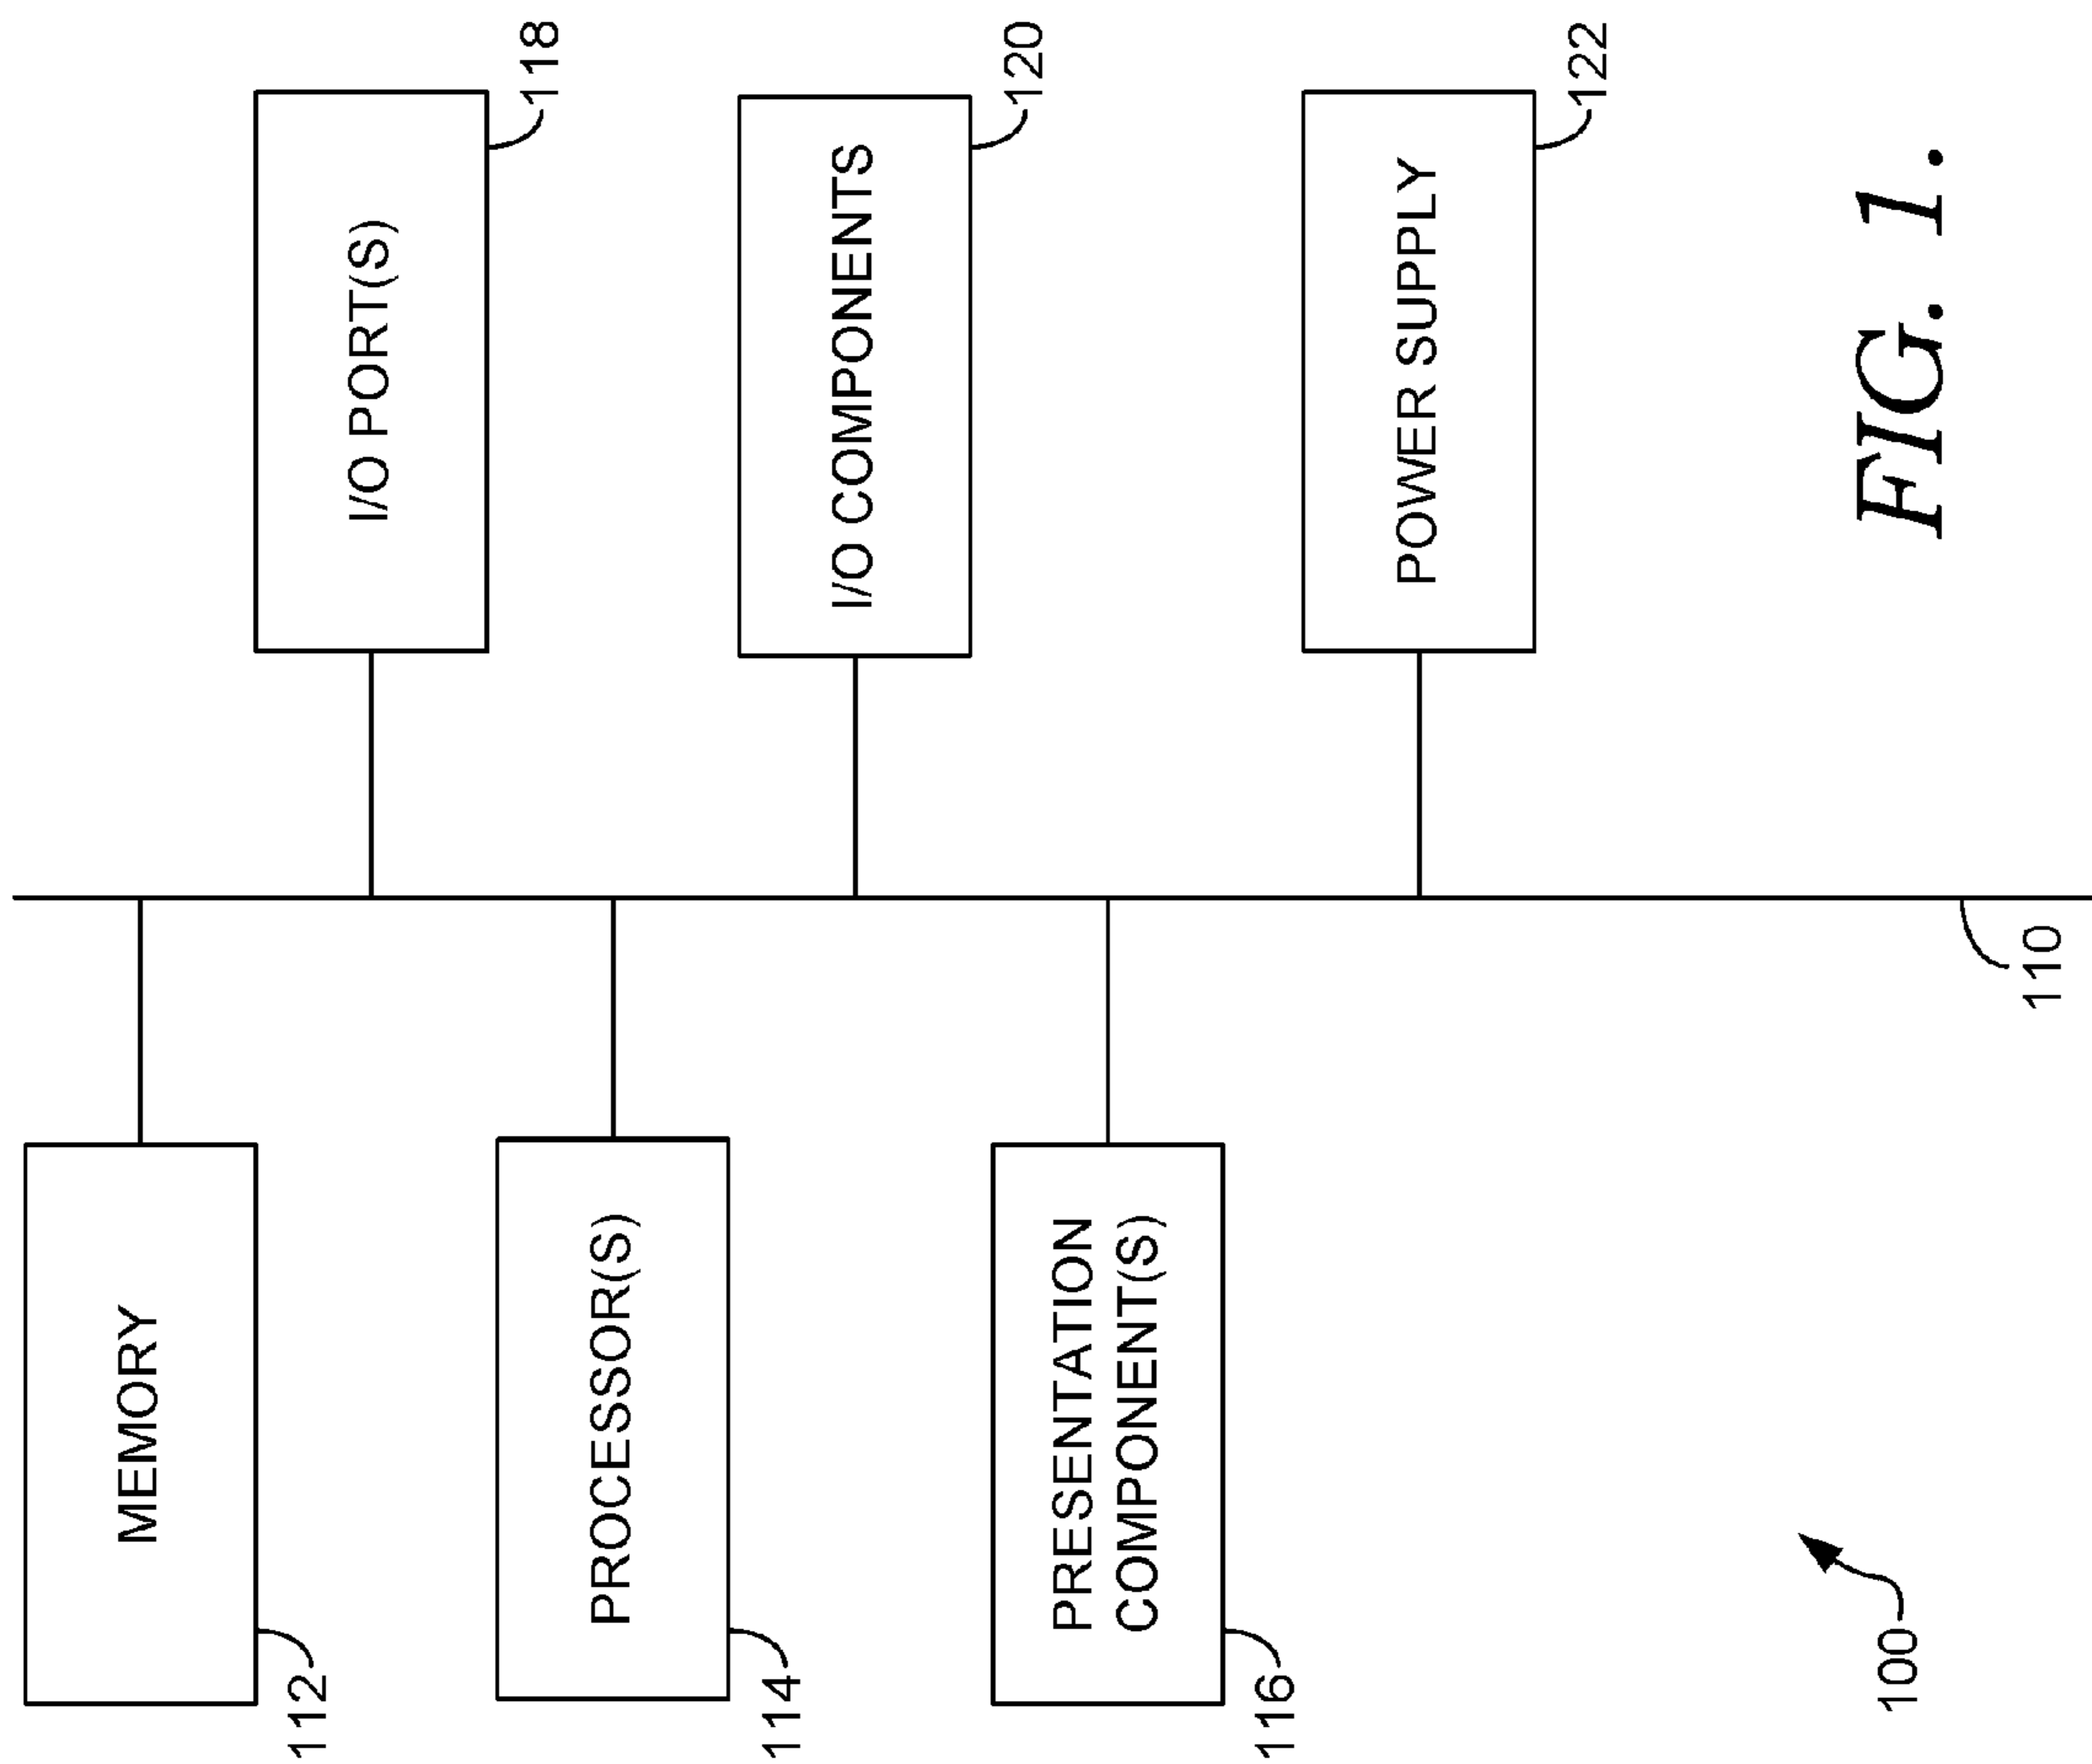 MEMORY
112
PROCESSOR(S)
114
PRESENTATION
COMPONENT(S)
116
100
110
I/O PORT(S)
118
I/O COMPONENTS
120
POWER SUPPLY
122
FIG. 1.